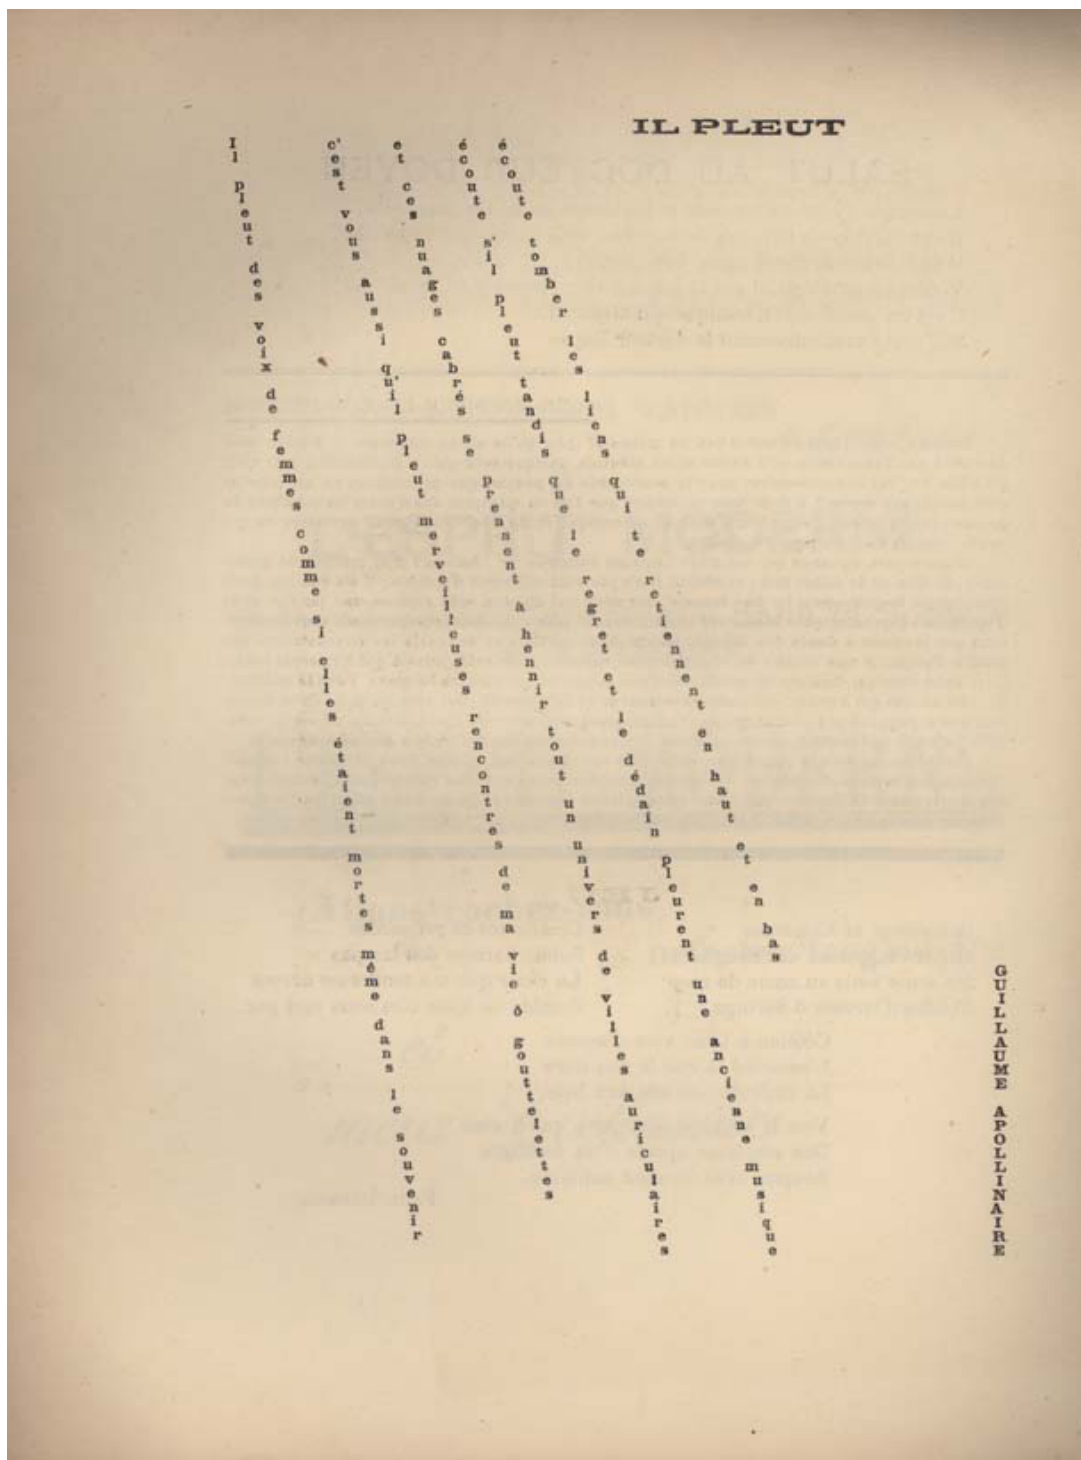 IL PLEUT
Il pleut des voix de femmes comme si elles étaient mortes même dans le souvenir
c'est vous aussi qu'il pleut merveilleuses rencontres de ma vie ô gouttelettes
et ces nuages cabrés se prennent à hennir tout un univers de villes auriculaires
écoute s'il pleut tandis que le regret et le dédain pleurent une ancienne musique
écoute tomber les liens qui te retiennent en haut et en bas
GUILLAUME APOLLINAIRE